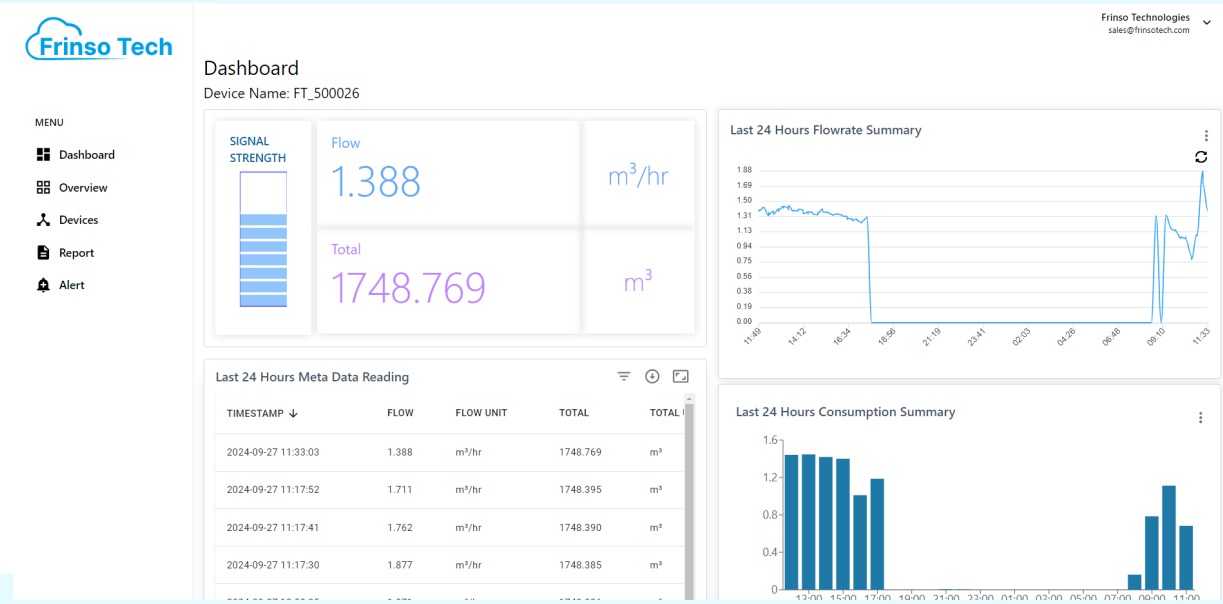 Frinso Tech
Frinso Technologies
sales@frinsotech.com
MENU
Dashboard
Overview
Devices
Report
Alert
Dashboard
Device Name: FT_500026
SIGNAL
STRENGTH
Flow
1.388
m³/hr
Total
1748.769
m³
Last 24 Hours Flowrate Summary
1.88
1.69
1.50
1.31
1.13
0.94
0.75
0.56
0.38
0.19
0.00
11:49 14:12 16:34 18:56 21:19 23:41 02:03 04:26 06:48 09:10 11:33
Last 24 Hours Meta Data Reading
TIMESTAMP FLOW FLOW UNIT TOTAL TOTAL
2024-09-27 11:33:03 1.388 m³/hr 1748.769 m³
2024-09-27 11:17:52 1.711 m³/hr 1748.395 m³
2024-09-27 11:17:41 1.762 m³/hr 1748.390 m³
2024-09-27 11:17:30 1.877 m³/hr 1748.385 m³
Last 24 Hours Consumption Summary
1.6
1.2
0.8
0.4
0
13:00 15:00 17:00 19:00 21:00 23:00 01:00 03:00 05:00 07:00 09:00 11:00